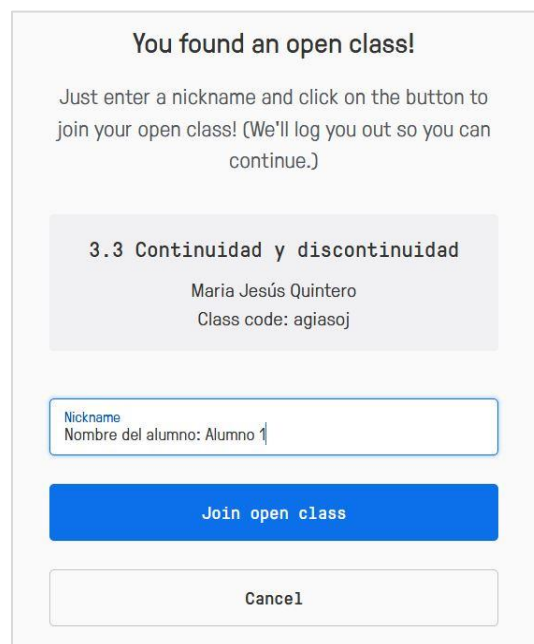 You found an open class!
Just enter a nickname and click on the button to
join your open class! (We'll log you out so you can
continue.)
3.3 Continuidad y discontinuidad
Maria Jesús Quintero
Class code: agiasoj
Nickname
Nombre del alumno: Alumno 1
Join open class
Cancel